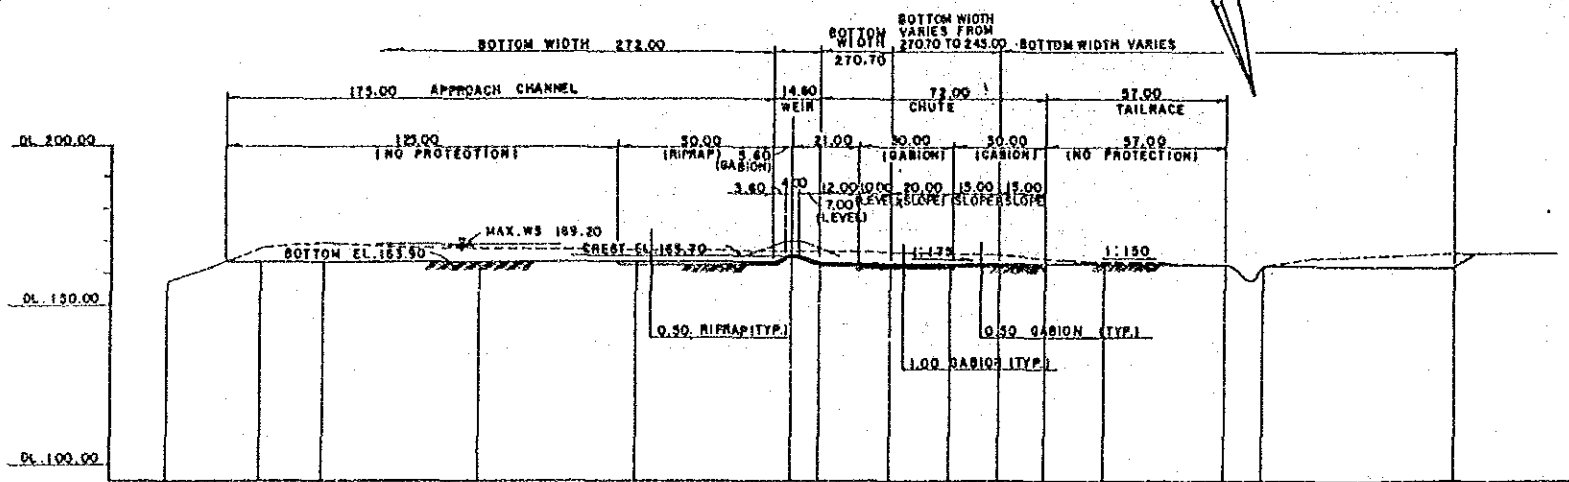 BOTTOM WIDTH 272.00
BOTTOM WIDTH
270.70
BOTTOM WIDTH
VARIES FROM
270.70 TO 245.00
BOTTOM WIDTH VARIES
175.00 APPROACH CHANNEL
14.60
WEIR
72.00
CHUTE
57.00
TAILRACE
DL. 200.00
125.00
(NO PROTECTION)
50.00
(RIPRAP)
3.60
(GABION)
21.00
30.00
(GABION)
30.00
(GABION)
57.00
(NO PROTECTION)
3.60
4.00
12.00
7.00
(LEVEL)
10.00
(LEVEL)
20.00
(SLOPE)
15.00
(SLOPE)
15.00
(SLOPE)
MAX. WS 169.20
BOTTOM EL. 163.90
CREST EL. 165.70
1:175
1:150
DL. 150.00
0.50 RIPRAP (TYP.)
0.50 GABION (TYP.)
1.00 GABION (TYP.)
DL. 100.00